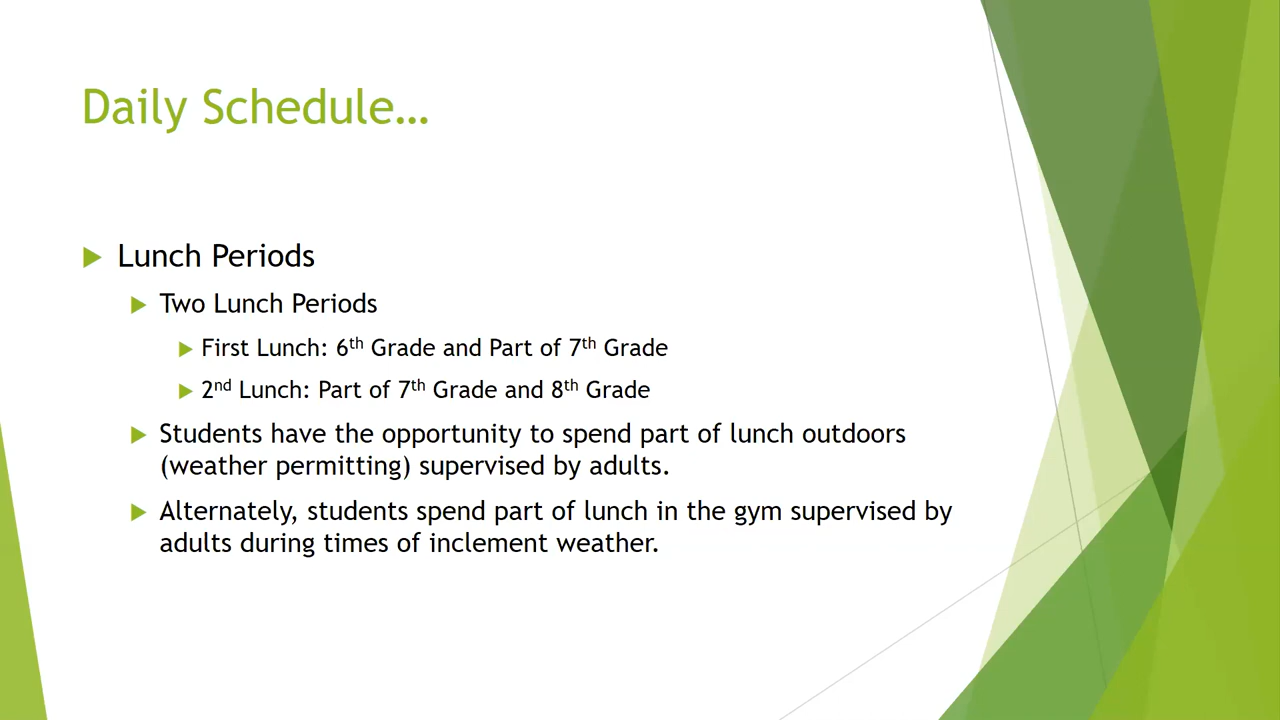 Daily Schedule…
Lunch Periods
Two Lunch Periods
First Lunch: 6th Grade and Part of 7th Grade
2nd Lunch: Part of 7th Grade and 8th Grade
Students have the opportunity to spend part of lunch outdoors
(weather permitting) supervised by adults.
Alternately, students spend part of lunch in the gym supervised by
adults during times of inclement weather.